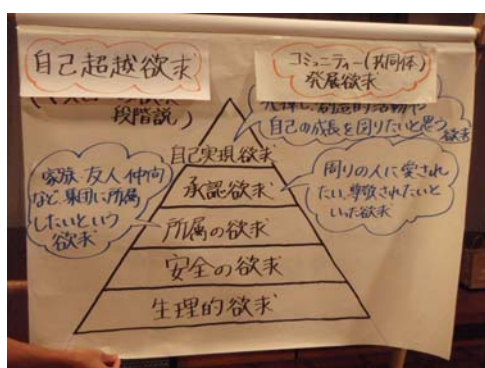 自己超越欲求
コミュニティー(共同体)
発展欲求
段階説)
自己の成長を図りたいと思う
欲求
自己実現欲求
家族、友人、仲間
など、集団に所属
したいという
欲求
承認欲求
周りの人に愛され
たい、尊敬されたいと
いった欲求
所属の欲求
安全の欲求
生理的欲求